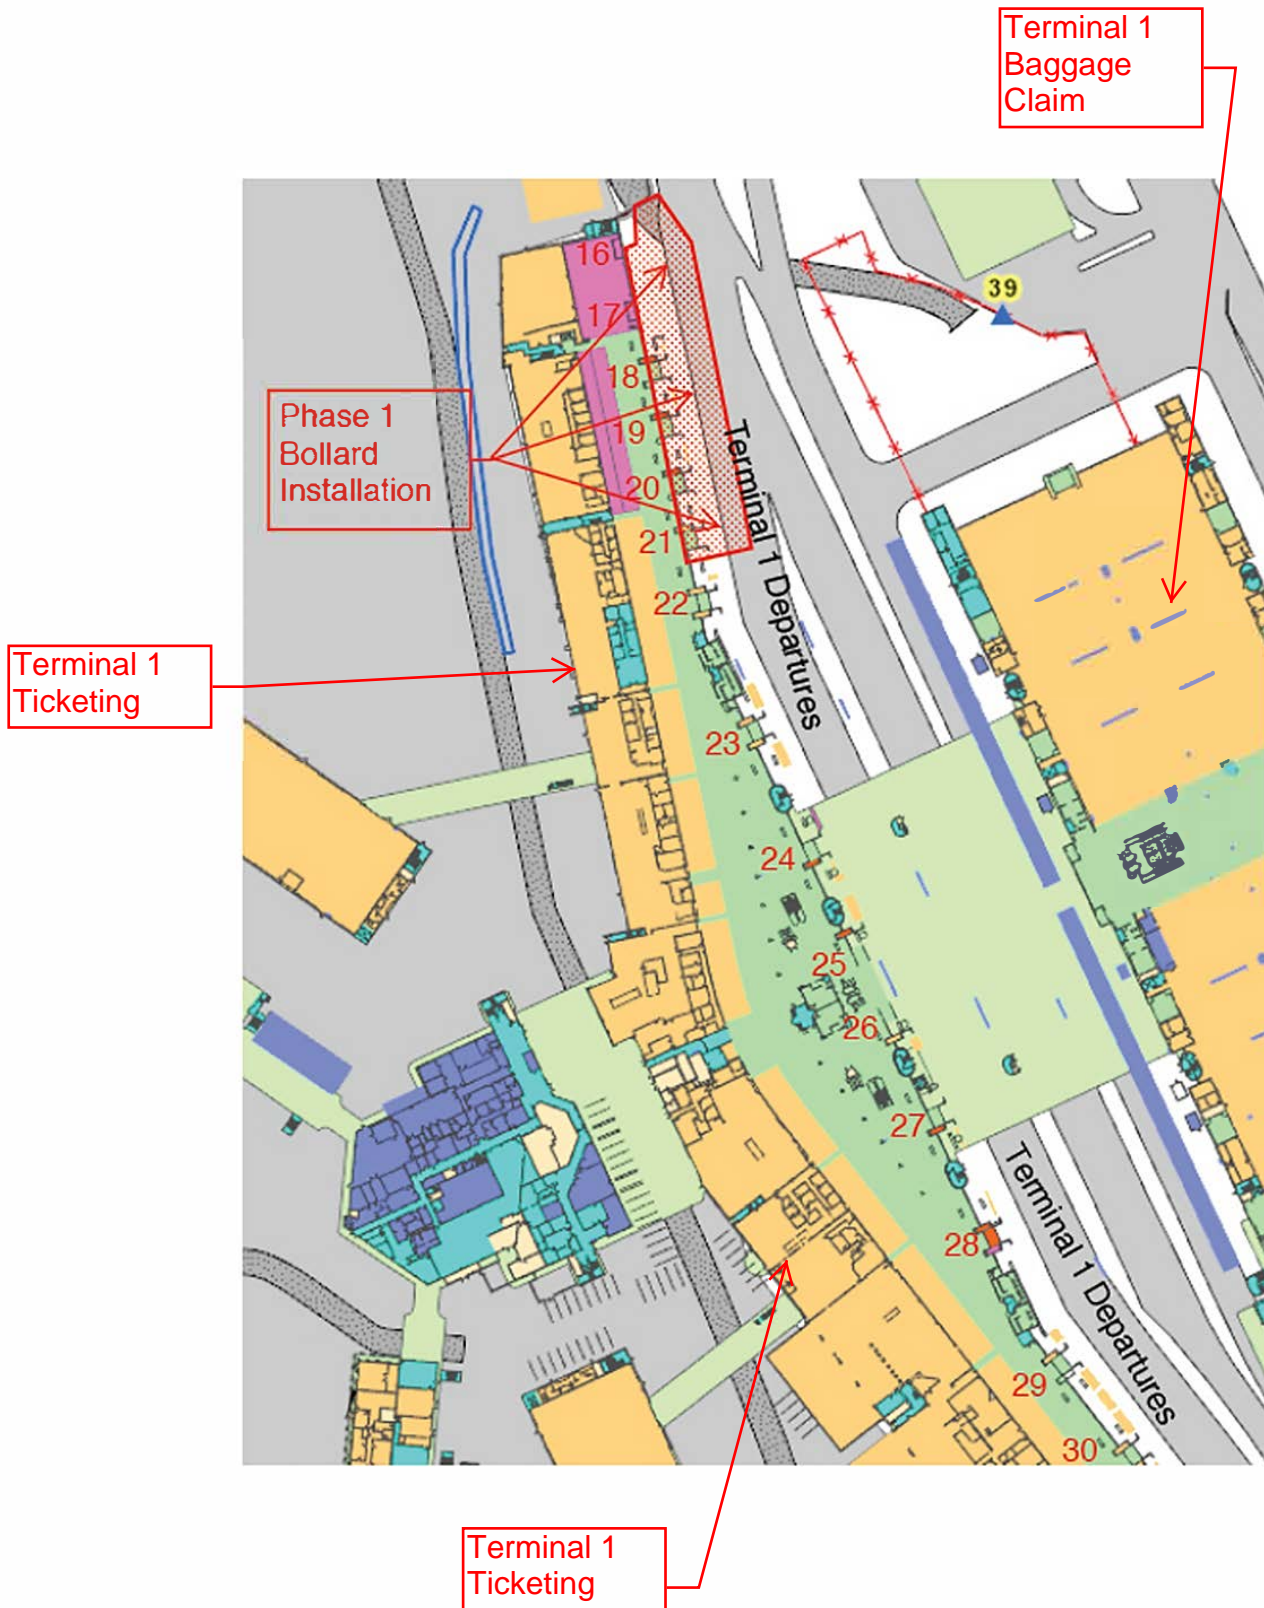 Terminal 1
Baggage
Claim
39
16
17
18
Phase 1
Bollard
Installation
19
20
21
22
Terminal 1 Departures
Terminal 1
Ticketing
23
24
25
26
27
28
Terminal 1 Departures
29
30
Terminal 1
Ticketing